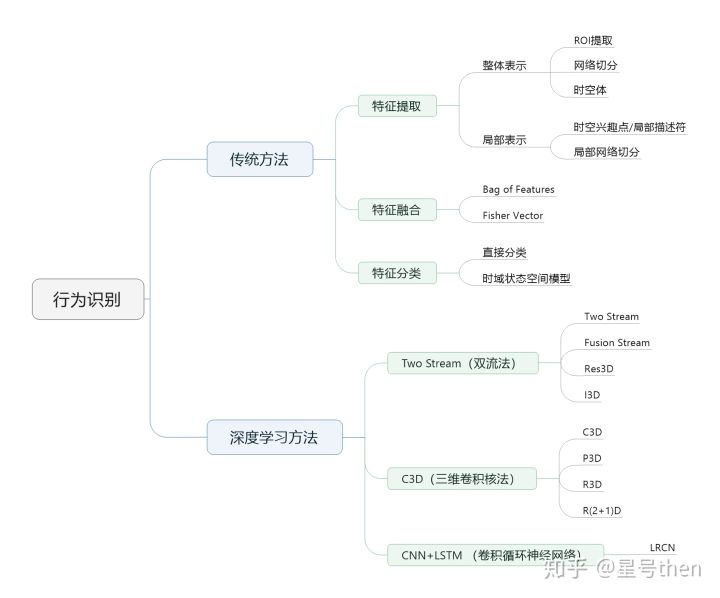 行为识别
传统方法
特征提取
整体表示
ROI提取
网络切分
时空体
局部表示
时空兴趣点/局部描述符
局部网络切分
特征融合
Bag of Features
Fisher Vector
特征分类
直接分类
时域状态空间模型
深度学习方法
Two Stream（双流法）
Two Stream
Fusion Stream
Res3D
I3D
C3D（三维卷积核法）
C3D
P3D
R3D
R(2+1)D
CNN+LSTM （卷积循环神经网络）
LRCN
知乎 @星号then